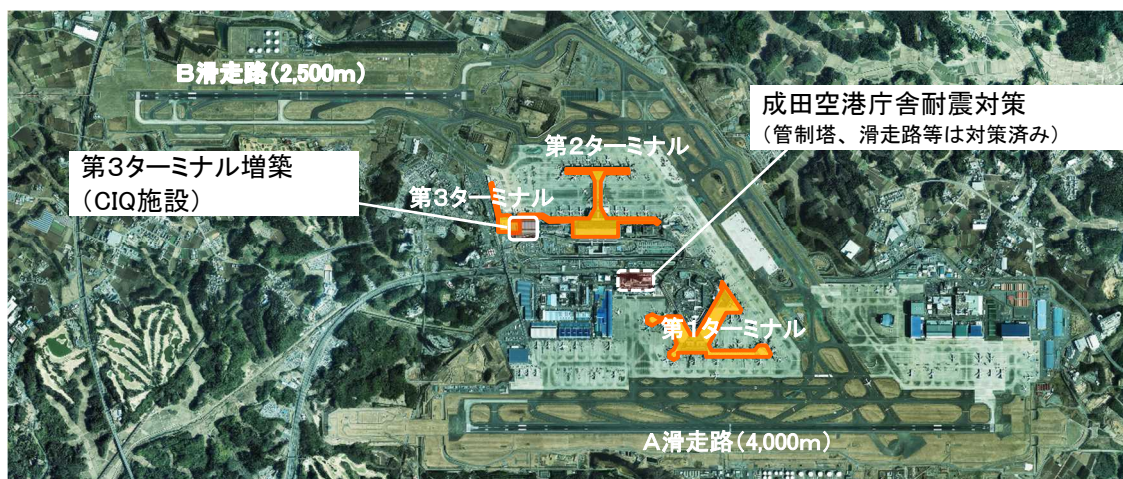 B滑走路(2,500m)
成田空港庁舎耐震対策
(管制塔、滑走路等は対策済み)
第2ターミナル
第3ターミナル増築
(CIQ施設)
第3ターミナル
第1ターミナル
A滑走路(4,000m)